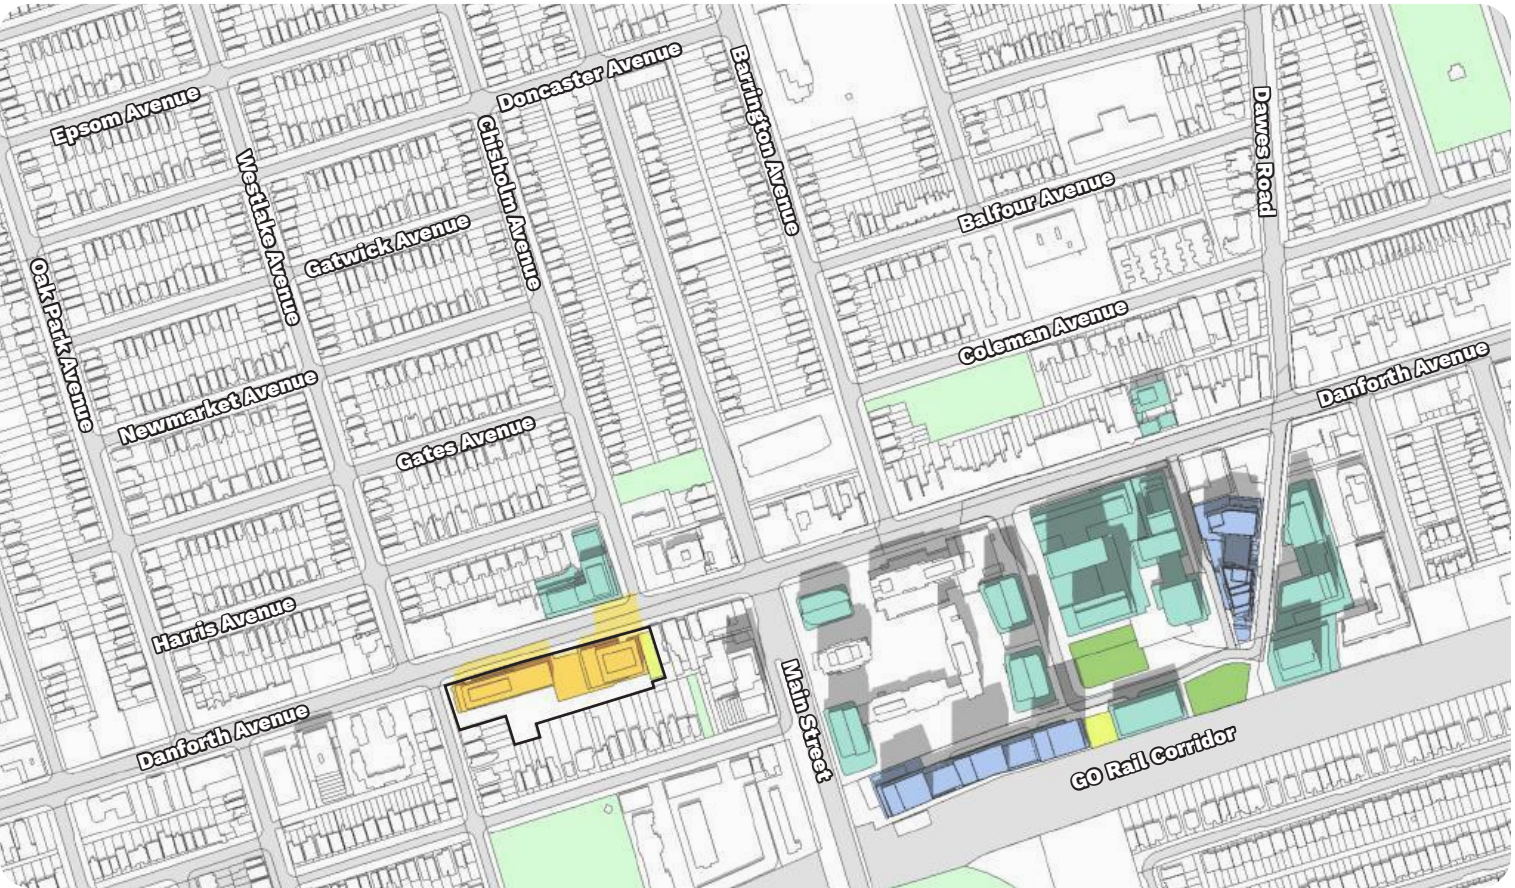 Epsom Avenue
Doncaster Avenue
Barrington Avenue
Dawes Road
Westlake Avenue
Chisholm Avenue
Gatwick Avenue
Balfour Avenue
Oak Park Avenue
Coleman Avenue
Newmarket Avenue
Danforth Avenue
Gates Avenue
Harris Avenue
Danforth Avenue
Main Street
GO Rail Corridor